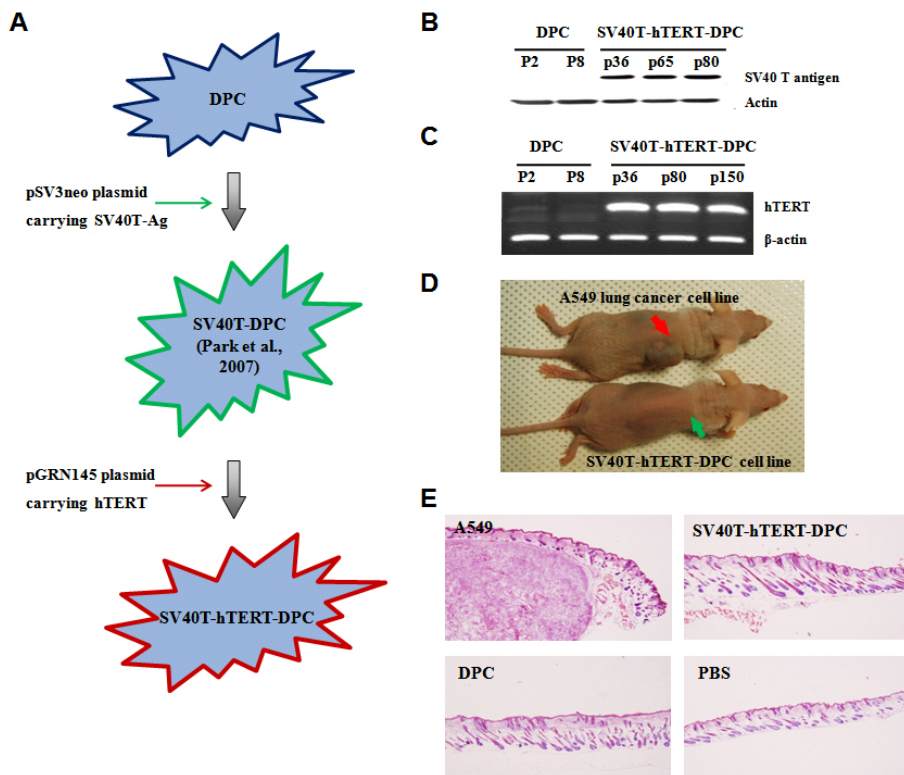 A
DPC
pSV3neo plasmid
carrying SV40T-Ag
SV40T-DPC
(Park et al.,
2007)
pGRN145 plasmid
carrying hTERT
SV40T-hTERT-DPC
B
DPC SV40T-hTERT-DPC
P2 P8 p36 p65 p80
SV40 T antigen
Actin
C
DPC SV40T-hTERT-DPC
P2 P8 p36 p80 p150
hTERT
β-actin
D
A549 lung cancer cell line
SV40T-hTERT-DPC cell line
E
A549
SV40T-hTERT-DPC
DPC
PBS